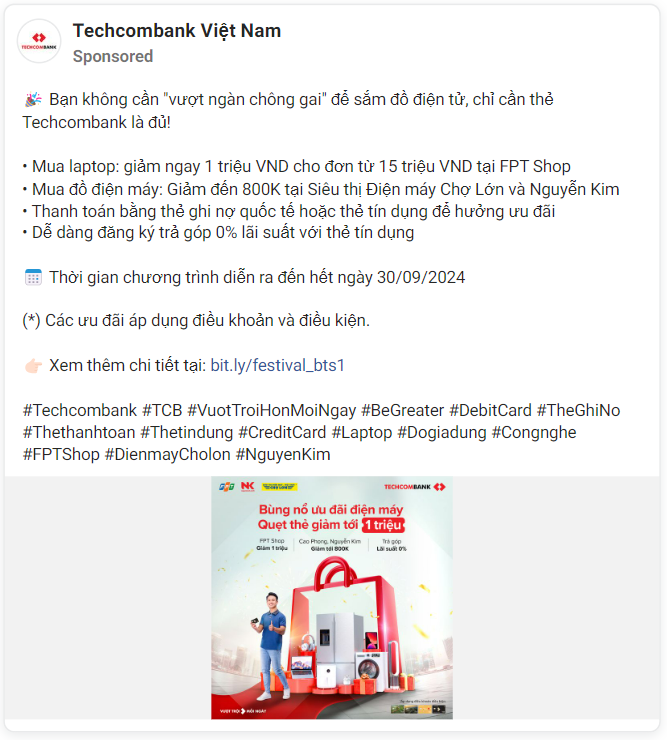 Techcombank Việt Nam
Sponsored
🎉 Bạn không cần "vượt ngàn chông gai" để sắm đồ điện tử, chỉ cần thẻ
Techcombank là đủ!
• Mua laptop: giảm ngay 1 triệu VND cho đơn từ 15 triệu VND tại FPT Shop
• Mua đồ điện máy: Giảm đến 800K tại Siêu thị Điện máy Chợ Lớn và Nguyễn Kim
• Thanh toán bằng thẻ ghi nợ quốc tế hoặc thẻ tín dụng để hưởng ưu đãi
• Dễ dàng đăng ký trả góp 0% lãi suất với thẻ tín dụng
🗓️ Thời gian chương trình diễn ra đến hết ngày 30/09/2024
(*) Các ưu đãi áp dụng điều khoản và điều kiện.
👉🏻 Xem thêm chi tiết tại: bit.ly/festival_bts1
#Techcombank #TCB #VuotTroiHonMoiNgay #BeGreater #DebitCard #TheGhiNo
#Thethanhtoan #Thetindung #CreditCard #Laptop #Dogiadung #Congnghe
#FPTShop #DienmayCholon #NguyenKim
FPT NK TECHCOMBANK
Bùng nổ ưu đãi điện máy
Quẹt thẻ giảm tới 1 triệu
FPT Shop
Giảm 1 triệu
Cao Phong, Nguyễn Kim
Giảm tới 800K
Trả góp
Lãi suất 0%
VƯỢT TRỘI MỖI NGÀY